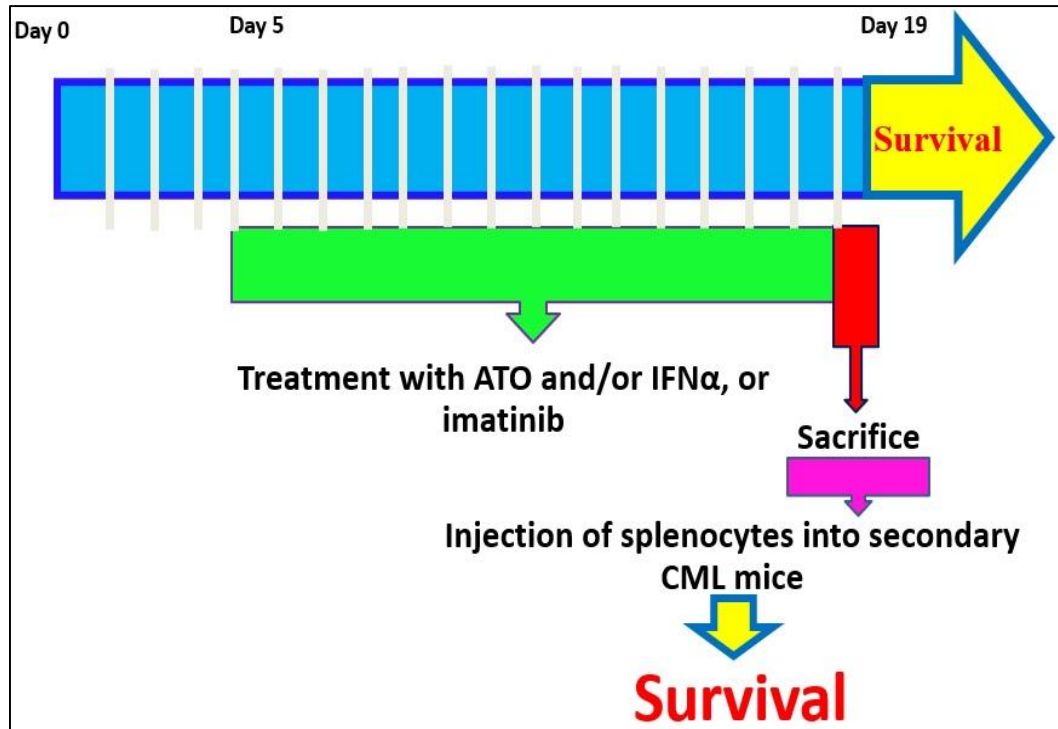 Day 0
Day 5
Day 19
Survival
Treatment with ATO and/or IFNα, or
imatinib
Sacrifice
Injection of splenocytes into secondary
CML mice
Survival